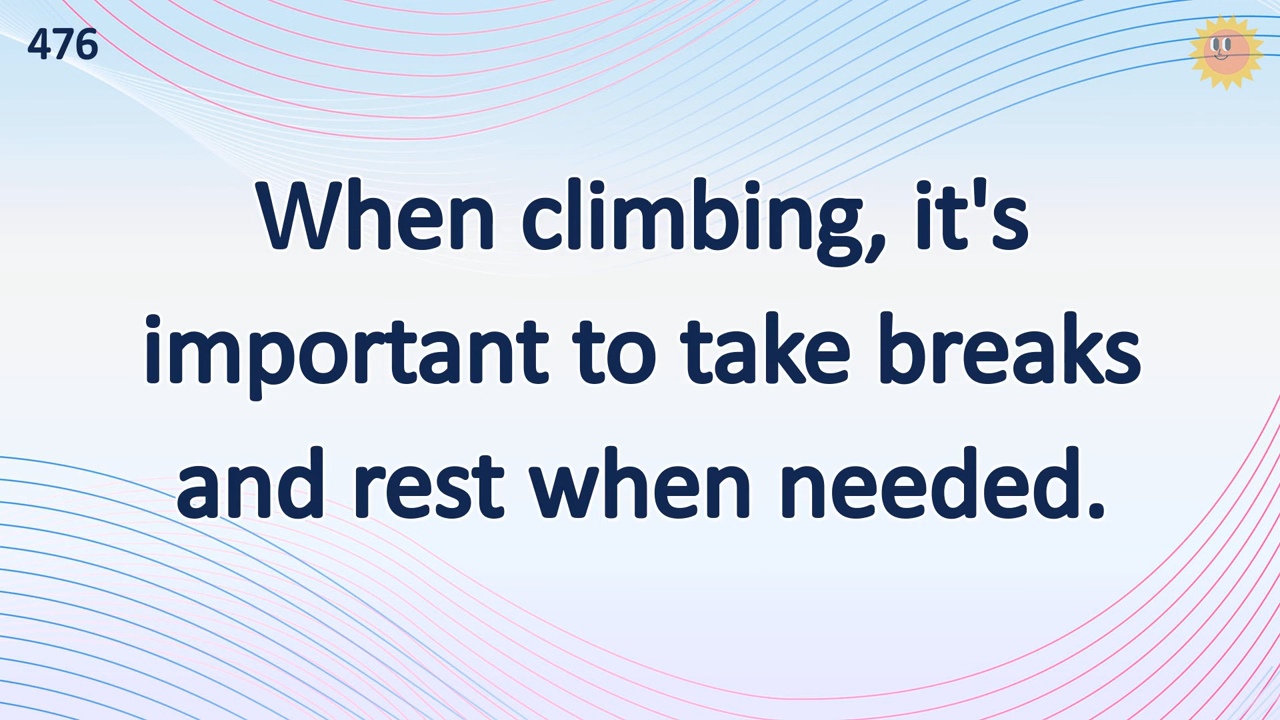 476
When climbing, it's
important to take breaks
and rest when needed.